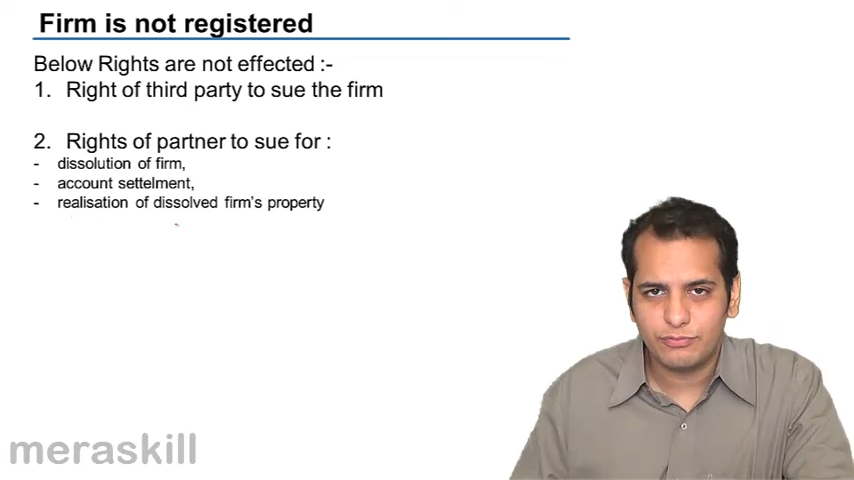 Firm is not registered
Below Rights are not effected :-
1. Right of third party to sue the firm
2. Rights of partner to sue for :
- dissolution of firm,
- account settelment,
- realisation of dissolved firm's property
meraskill